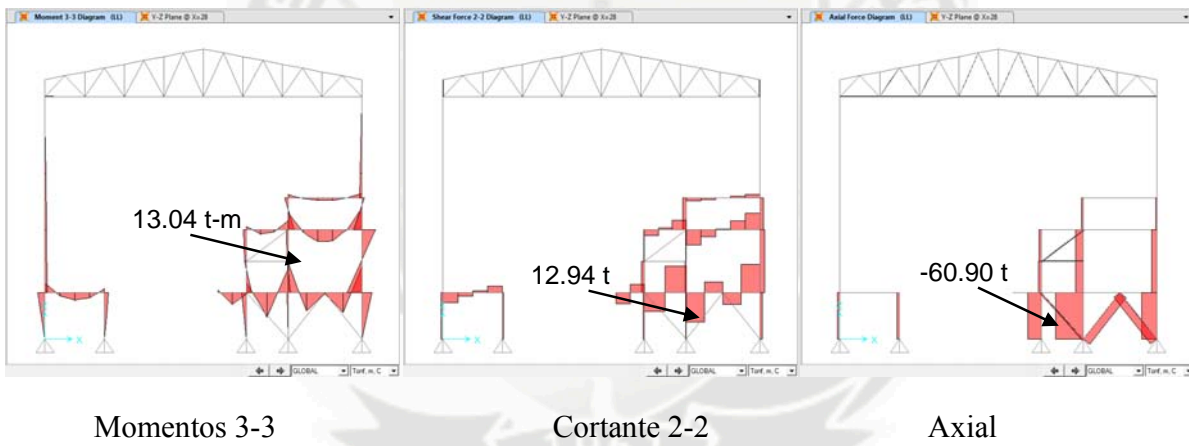 Moment 3-3 Diagram (LL)
Y-Z Plane @ X=28
Shear Force 2-2 Diagram (LL)
Y-Z Plane @ X=28
Axial Force Diagram (LL)
Y-Z Plane @ X=28
13.04 t-m
12.94 t
-60.90 t
X
X
X
GLOBAL
Tonf, m, C
GLOBAL
Tonf, m, C
GLOBAL
Tonf, m, C
Momentos 3-3
Cortante 2-2
Axial